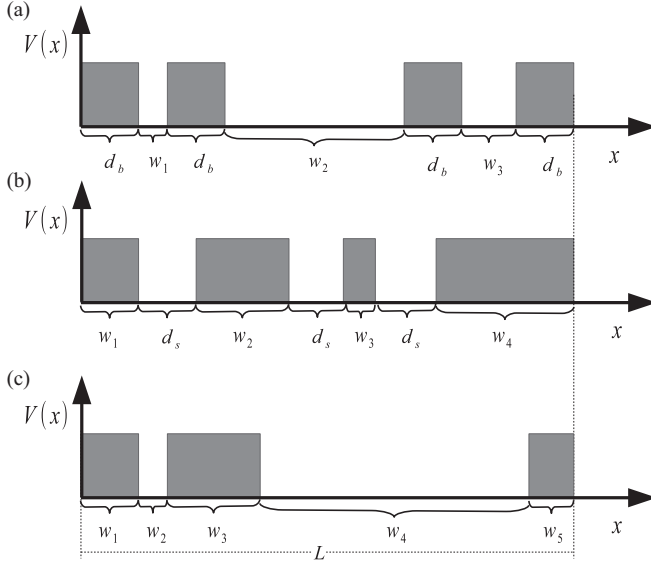 (a)
V(x)
d_b w_1 d_b w_2 d_b w_3 d_b x
(b)
V(x)
w_1 d_s w_2 d_s w_3 d_s w_4 x
(c)
V(x)
w_1 w_2 w_3 w_4 w_5 x
L